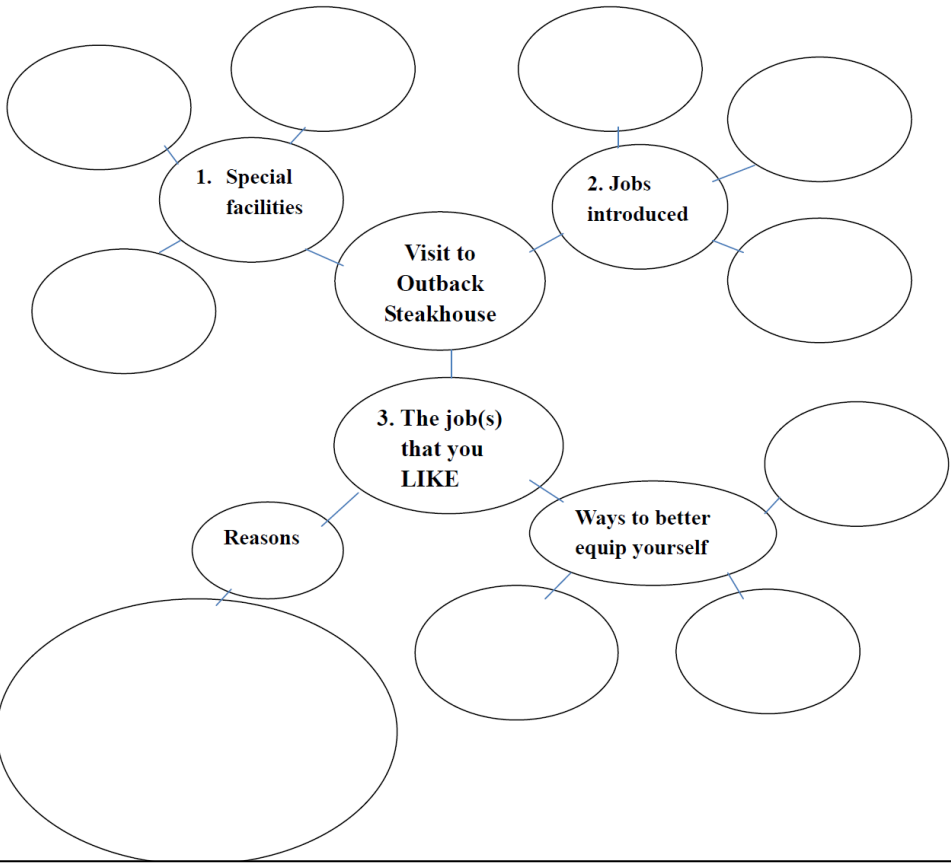 1. Special
facilities
2. Jobs
introduced
Visit to
Outback
Steakhouse
3. The job(s)
that you
LIKE
Reasons
Ways to better
equip yourself